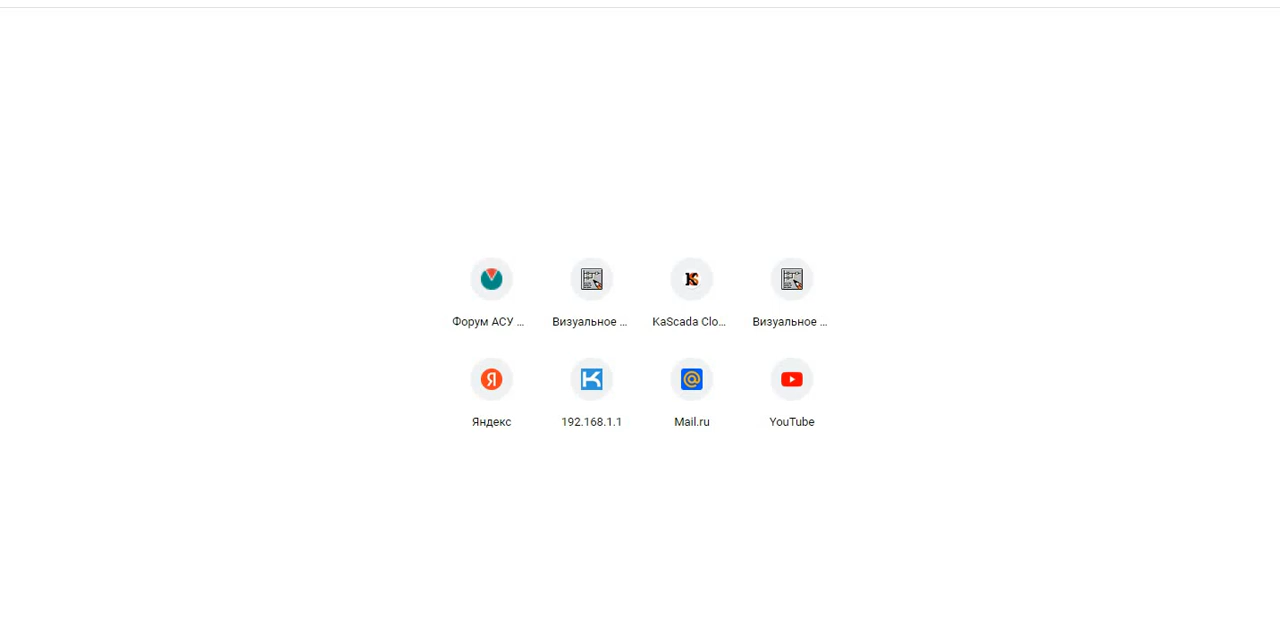 Форум АСУ ...
Визуальное ...
KaScada Clo...
Визуальное ...
Яндекс
192.168.1.1
Mail.ru
YouTube